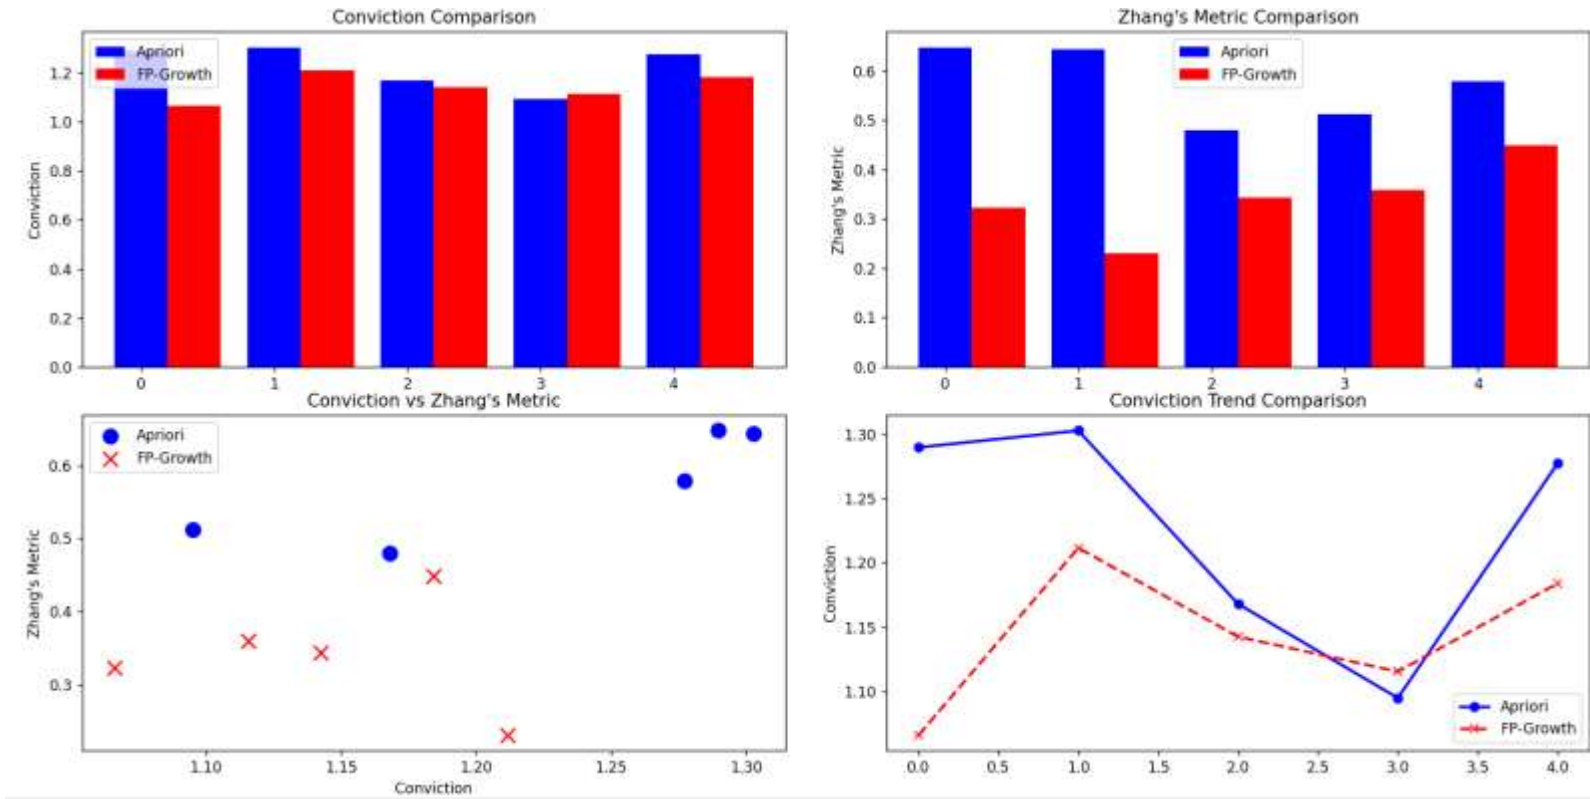 Conviction Comparison
Apriori
FP-Growth
Conviction
1.2
1.0
0.8
0.6
0.4
0.2
0.0
0 1 2 3 4
Zhang's Metric Comparison
Apriori
FP-Growth
Zhang's Metric
0.6
0.5
0.4
0.3
0.2
0.1
0.0
0 1 2 3 4
Conviction vs Zhang's Metric
Apriori
FP-Growth
Zhang's Metric
0.6
0.5
0.4
0.3
1.10 1.15 1.20 1.25 1.30
Conviction
Conviction Trend Comparison
Conviction
1.30
1.25
1.20
1.15
1.10
Apriori
FP-Growth
0.0 0.5 1.0 1.5 2.0 2.5 3.0 3.5 4.0